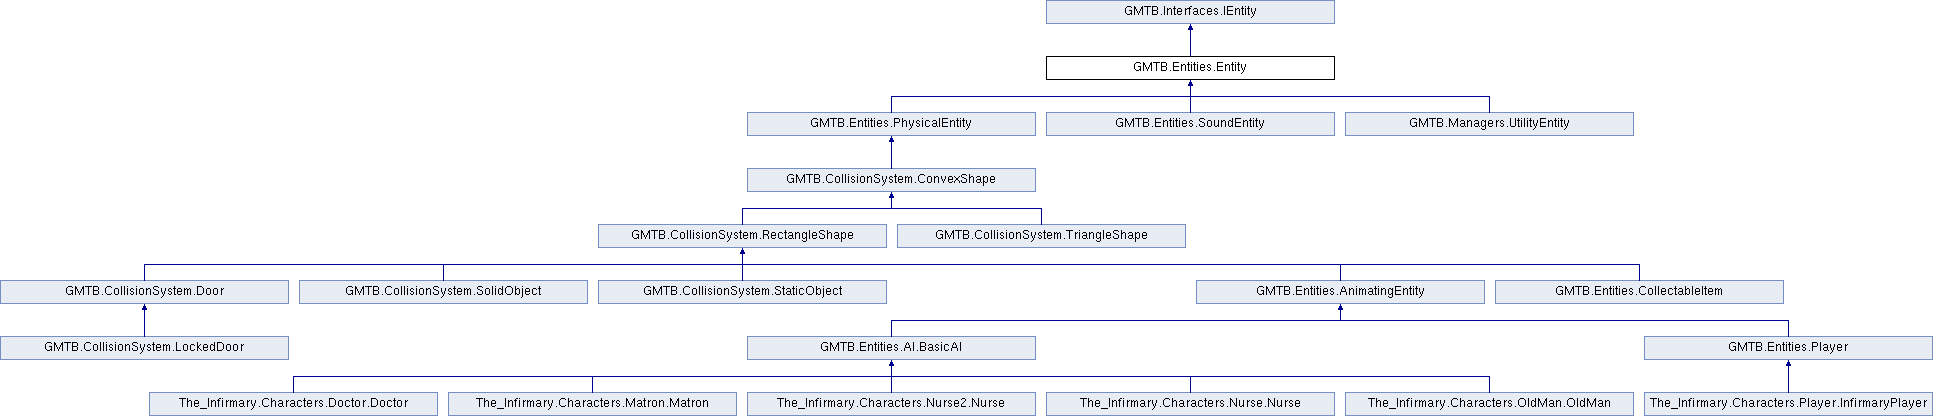 GMTB.Interfaces.IEntity
GMTB.Entities.Entity
GMTB.Entities.PhysicalEntity
GMTB.Entities.SoundEntity
GMTB.Managers.UtilityEntity
GMTB.CollisionSystem.ConvexShape
GMTB.CollisionSystem.RectangleShape
GMTB.CollisionSystem.TriangleShape
GMTB.CollisionSystem.Door
GMTB.CollisionSystem.SolidObject
GMTB.CollisionSystem.StaticObject
GMTB.Entities.AnimatingEntity
GMTB.Entities.CollectableItem
GMTB.CollisionSystem.LockedDoor
GMTB.Entities.AI.BasicAI
GMTB.Entities.Player
The_Infirmary.Characters.Doctor.Doctor
The_Infirmary.Characters.Matron.Matron
The_Infirmary.Characters.Nurse2.Nurse
The_Infirmary.Characters.Nurse.Nurse
The_Infirmary.Characters.OldMan.OldMan
The_Infirmary.Characters.Player.InfirmaryPlayer